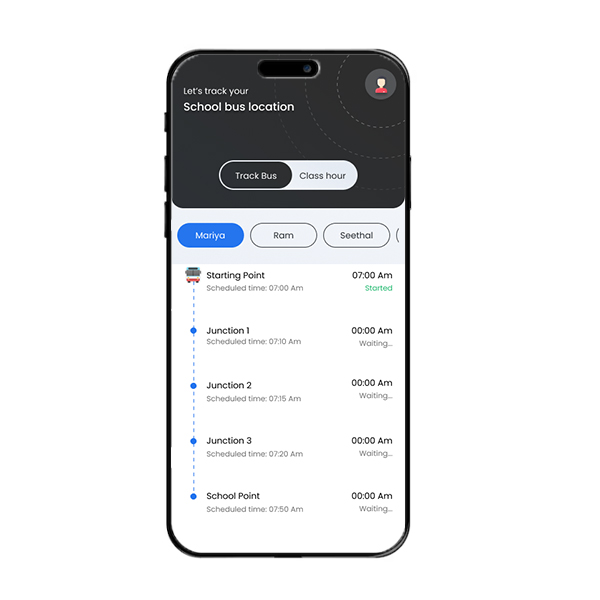 Let's track your
School bus location
Track Bus
Class hour
Mariya
Ram
Seethal
Starting Point
07:00 Am
Scheduled time: 07:00 Am
Started
Junction 1
00:00 Am
Scheduled time: 07:10 Am
Waiting...
Junction 2
00:00 Am
Scheduled time: 07:15 Am
Waiting...
Junction 3
00:00 Am
Scheduled time: 07:20 Am
Waiting...
School Point
00:00 Am
Scheduled time: 07:50 Am
Waiting...